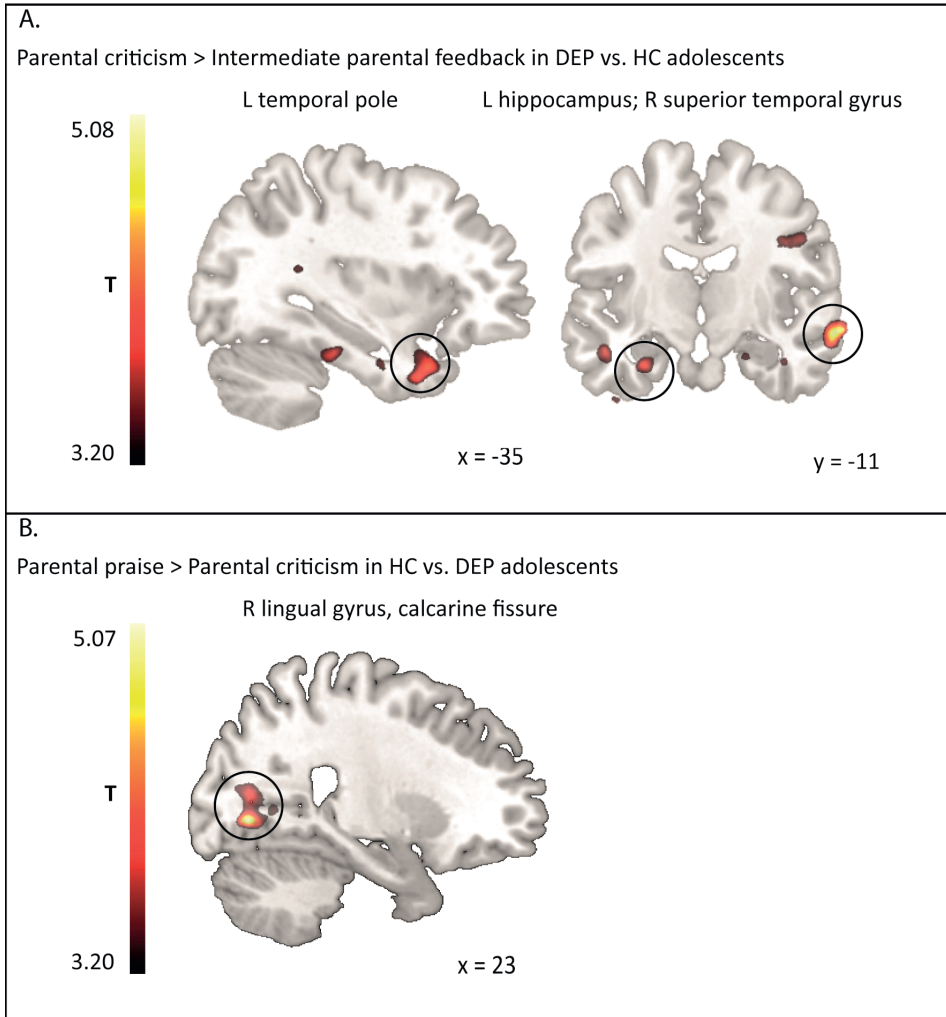 A.
Parental criticism > Intermediate parental feedback in DEP vs. HC adolescents
L temporal pole
L hippocampus; R superior temporal gyrus
5.08
T
3.20
x = -35
y = -11
B.
Parental praise > Parental criticism in HC vs. DEP adolescents
R lingual gyrus, calcarine fissure
5.07
T
3.20
x = 23